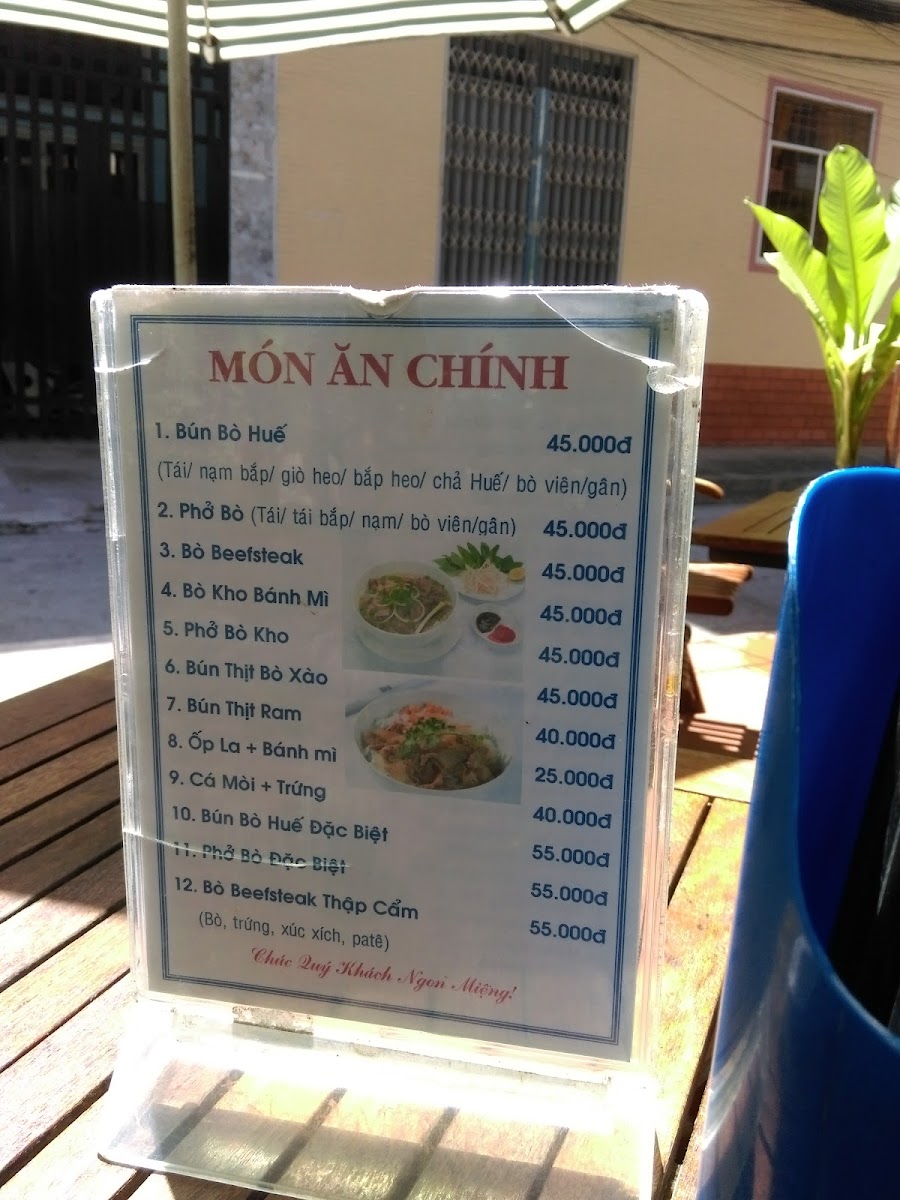 MÓN ĂN CHÍNH
1. Bún Bò Huế 45.000đ
(Tái/ nạm bắp/ giò heo/ bắp heo/ chả Huế/ bò viên/gân)
2. Phở Bò (Tái/ tái bắp/ nạm/ bò viên/gân) 45.000đ
3. Bò Beefsteak 45.000đ
4. Bò Kho Bánh Mì 45.000đ
5. Phở Bò Kho 45.000đ
6. Bún Thịt Bò Xào 45.000đ
7. Bún Thịt Ram 40.000đ
8. Ốp La + Bánh mì 25.000đ
9. Cá Mòi + Trứng 40.000đ
10. Bún Bò Huế Đặc Biệt 55.000đ
11. Phở Bò Đặc Biệt 55.000đ
12. Bò Beefsteak Thập Cẩm 55.000đ
(Bò, trứng, xúc xích, patê)
Chúc Quý Khách Ngon Miệng!